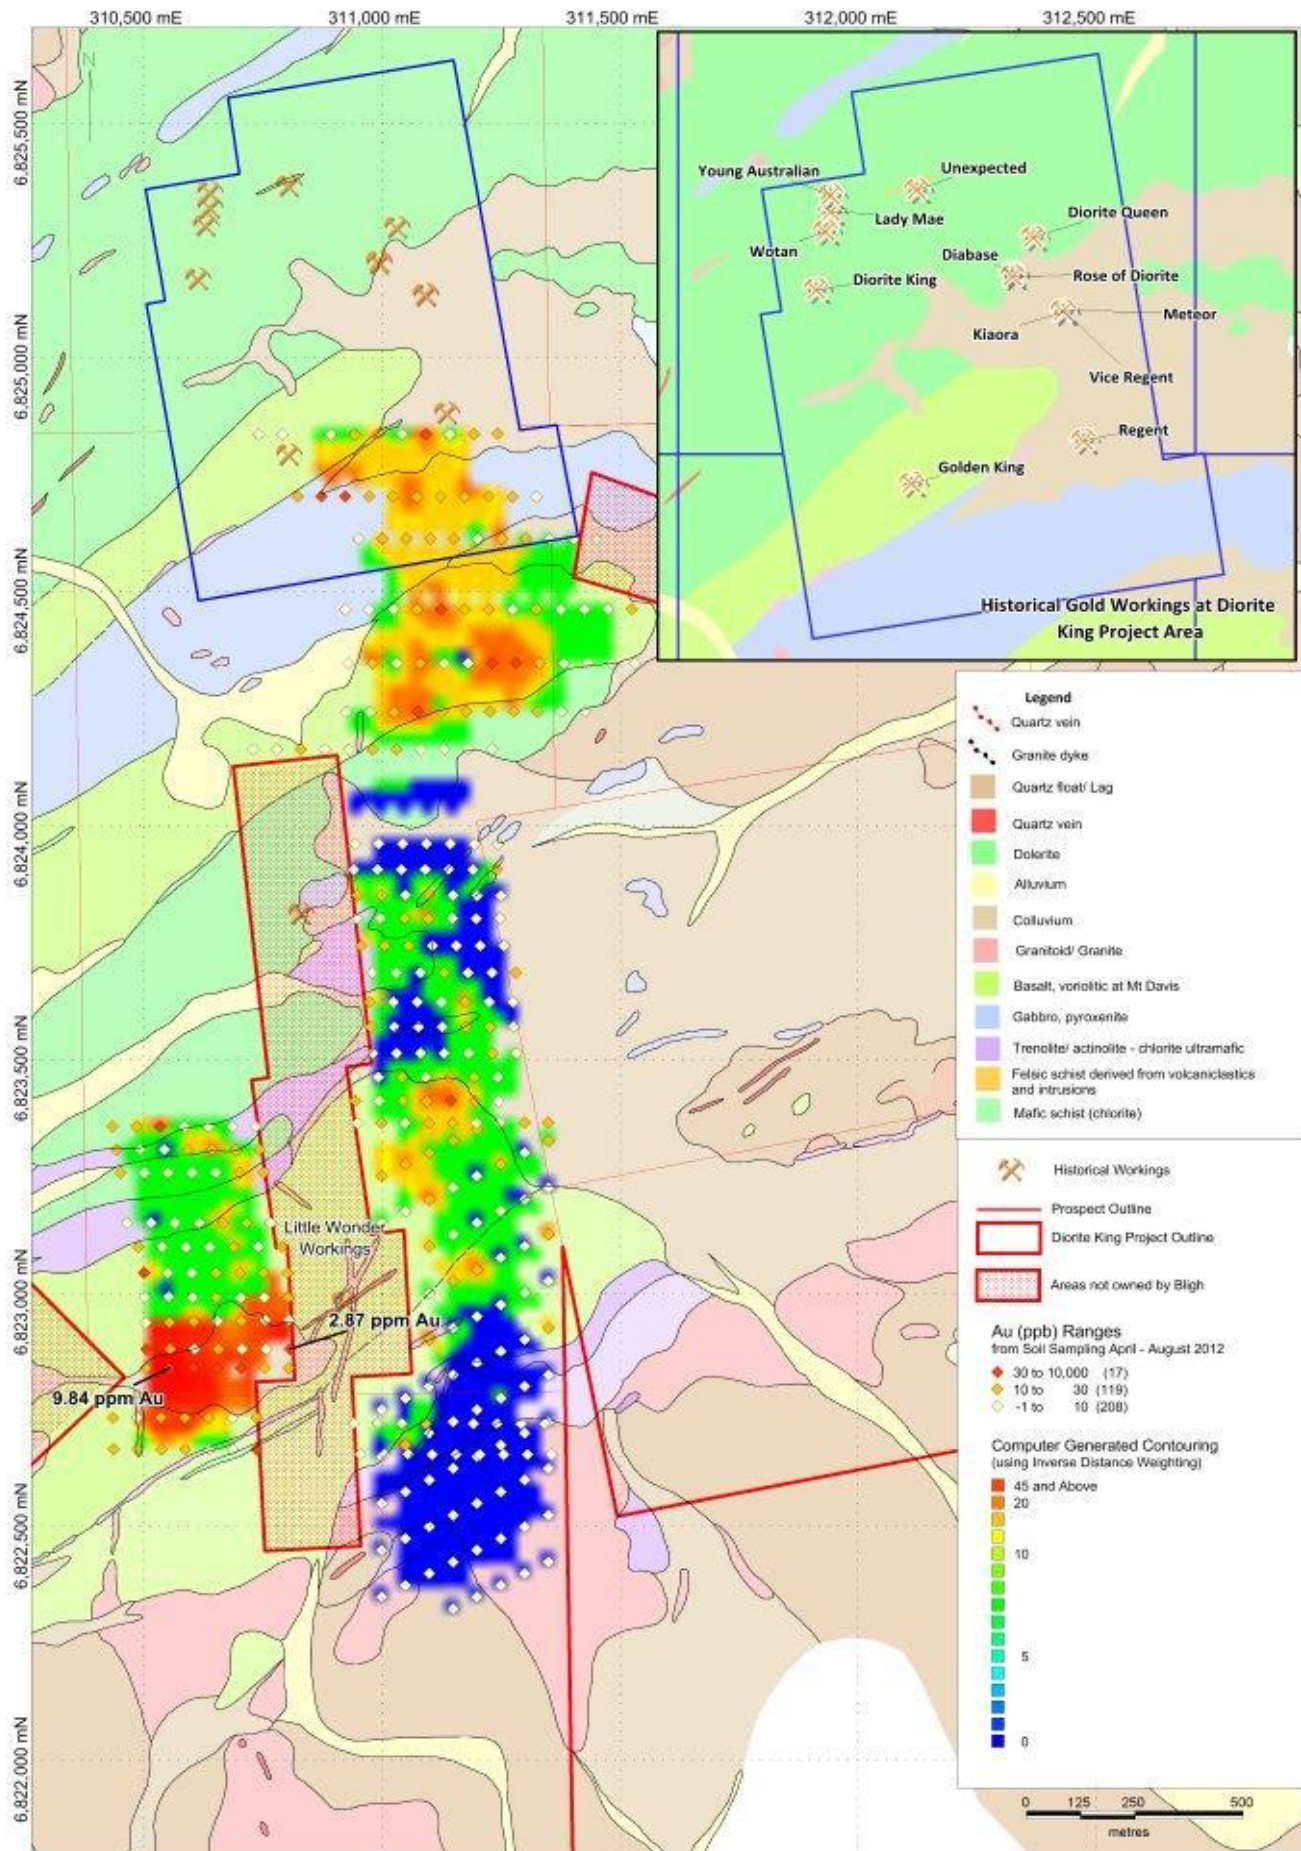 310,500 mE
311,000 mE
311,500 mE
312,000 mE
312,500 mE
6,825,500 mN
6,825,000 mN
6,824,500 mN
6,824,000 mN
6,823,500 mN
6,823,000 mN
6,822,500 mN
6,822,000 mN
N
Young Australian
Unexpected
Lady Mae
Diorite Queen
Wotan
Diabase
Rose of Diorite
Diorite King
Meteor
Kiaora
Vice Regent
Regent
Golden King
Historical Gold Workings at Diorite
King Project Area
Little Wonder
Workings
2.87 ppm Au
9.84 ppm Au
Legend
Quartz vein
Granite dyke
Quartz float/ Lag
Quartz vein
Dolerite
Alluvium
Colluvium
Granitoid/ Granite
Basalt, voriolitic at Mt Davis
Gabbro, pyroxenite
Trenolite/ actinolite - chlorite ultramafic
Felsic schist derived from volcaniclastics
and intrusions
Mafic schist (chlorite)
Historical Workings
Prospect Outline
Diorite King Project Outline
Areas not owned by Bligh
Au (ppb) Ranges
from Soil Sampling April - August 2012
30 to 10,000 (17)
10 to 30 (119)
-1 to 10 (208)
Computer Generated Contouring
(using Inverse Distance Weighting)
45 and Above
20
10
5
0
0 125 250 500
metres